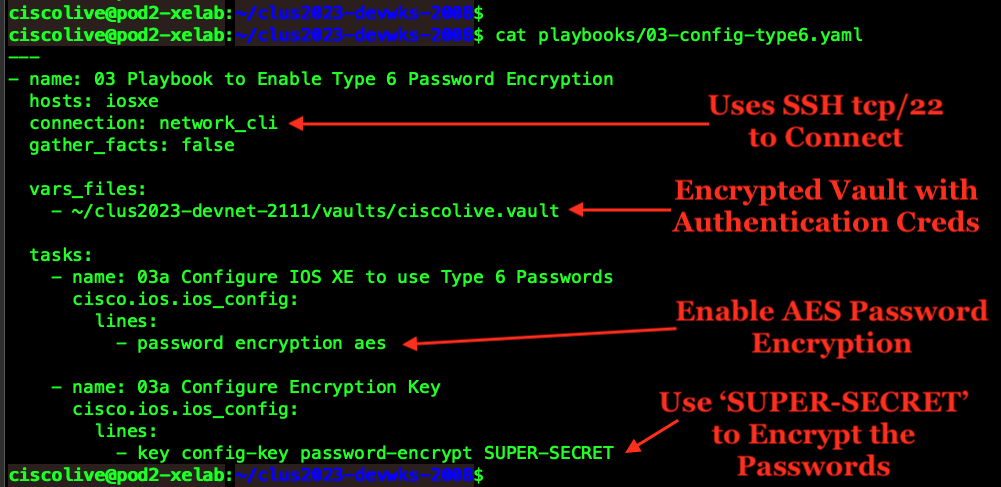 ciscolive@pod2-xelab:~/clus2023-devwks-2008$
ciscolive@pod2-xelab:~/clus2023-devwks-2008$ cat playbooks/03-config-type6.yaml
---
- name: 03 Playbook to Enable Type 6 Password Encryption
hosts: iosxe
connection: network_cli
gather_facts: false
vars_files:
- ~/clus2023-devnet-2111/vaults/ciscolive.vault
tasks:
- name: 03a Configure IOS XE to use Type 6 Passwords
cisco.ios.ios_config:
lines:
- password encryption aes
- name: 03a Configure Encryption Key
cisco.ios.ios_config:
lines:
- key config-key password-encrypt SUPER-SECRET
ciscolive@pod2-xelab:~/clus2023-devwks-2008$
Uses SSH tcp/22
to Connect
Encrypted Vault with
Authentication Creds
Enable AES Password
Encryption
Use ‘SUPER-SECRET’
to Encrypt the
Passwords